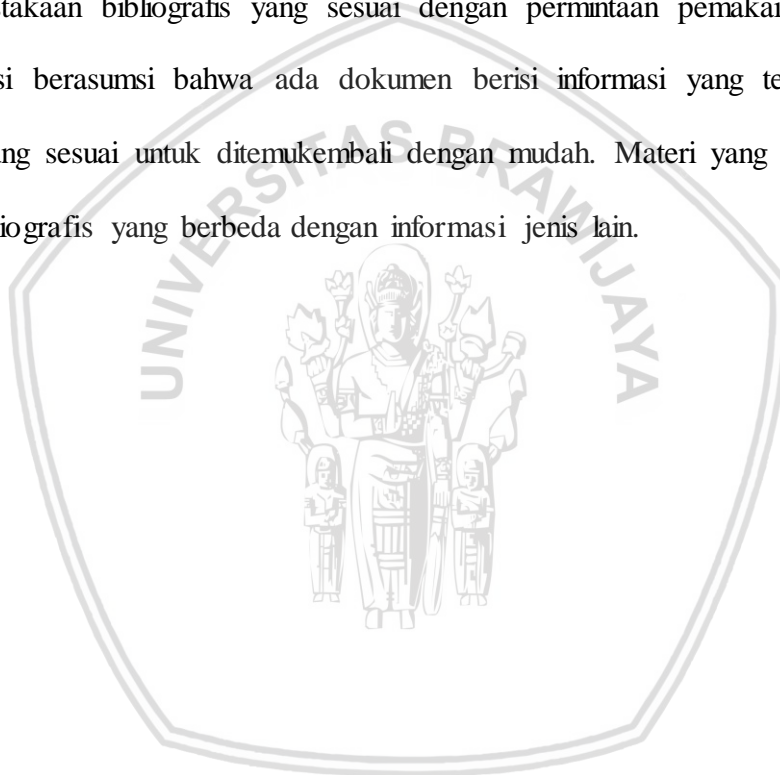 takaan bibliografis yang sesuai dengan permintaan pemakai
si berasumsi bahwa ada dokumen berisi informasi yang te
ng sesuai untuk ditemukembali dengan mudah. Materi yang
iografis yang berbeda dengan informasi jenis lain.
UNIVERSITAS BRAWIJAYA